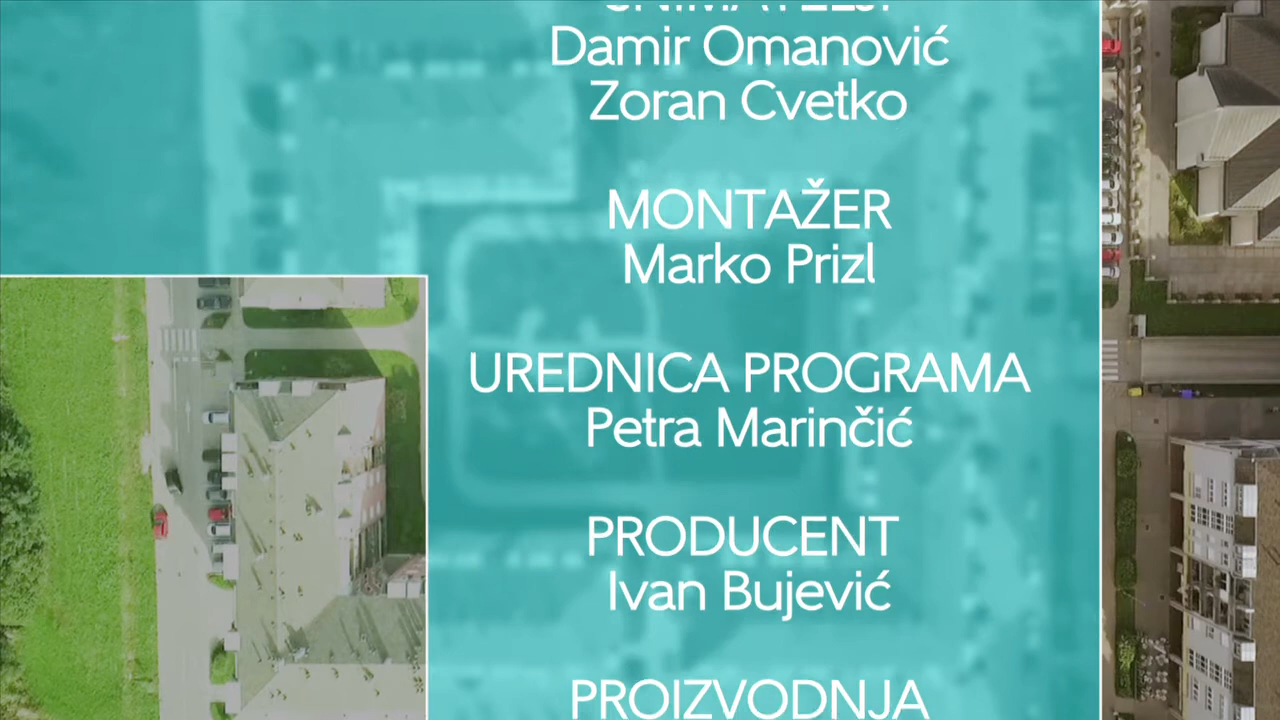 Damir Omanović
Zoran Cvetko
MONTAŽER
Marko Prizl
UREDNICA PROGRAMA
Petra Marinčić
PRODUCENT
Ivan Bujević
PROIZVODNJA